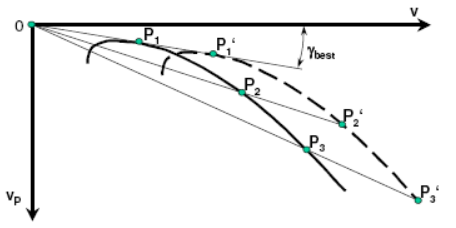 0
v
P₁
P₁‘
γbest
P₂
P₂‘
P₃
vₚ
P₃‘